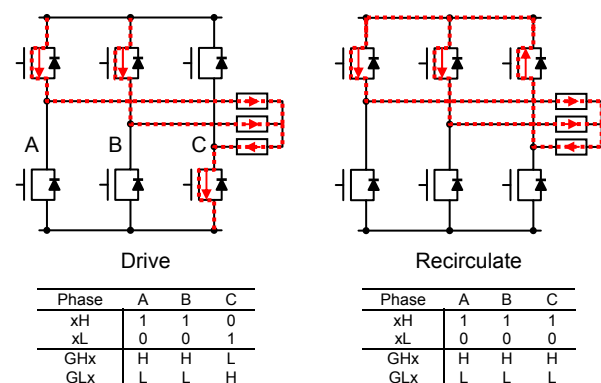 A B C
Drive
Recirculate
Phase A B C
xH 1 1 0
xL 0 0 1
GHx H H L
GLx L L H
Phase A B C
xH 1 1 1
xL 0 0 0
GHx H H H
GLx L L L